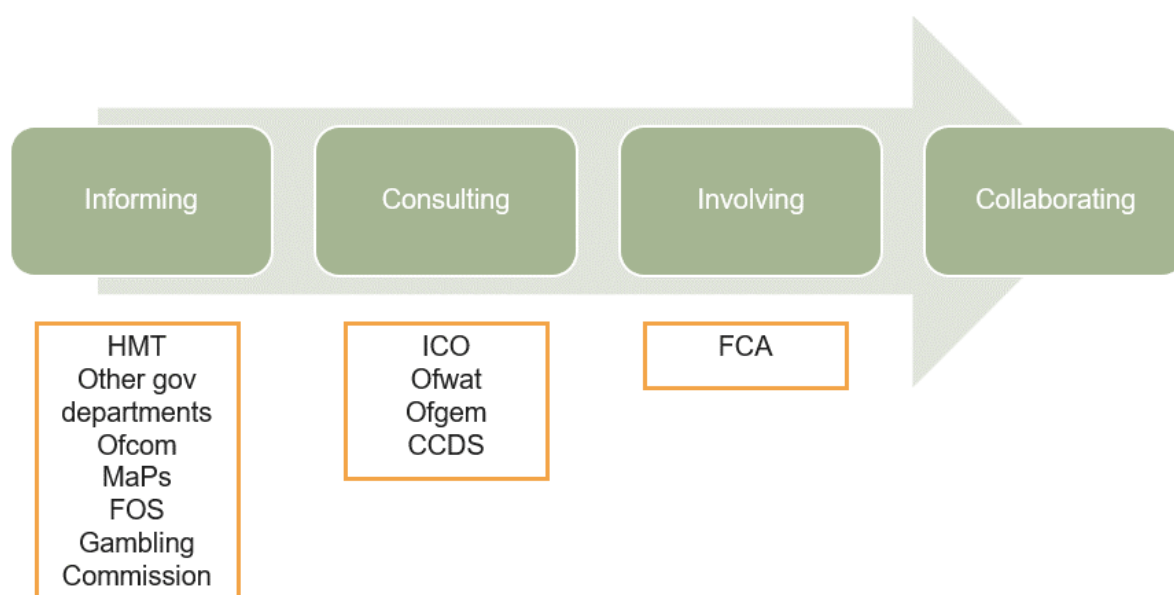 Informing
Consulting
Involving
Collaborating
HMT
Other gov
departments
Ofcom
MaPs
FOS
Gambling
Commission
ICO
Ofwat
Ofgem
CCDS
FCA